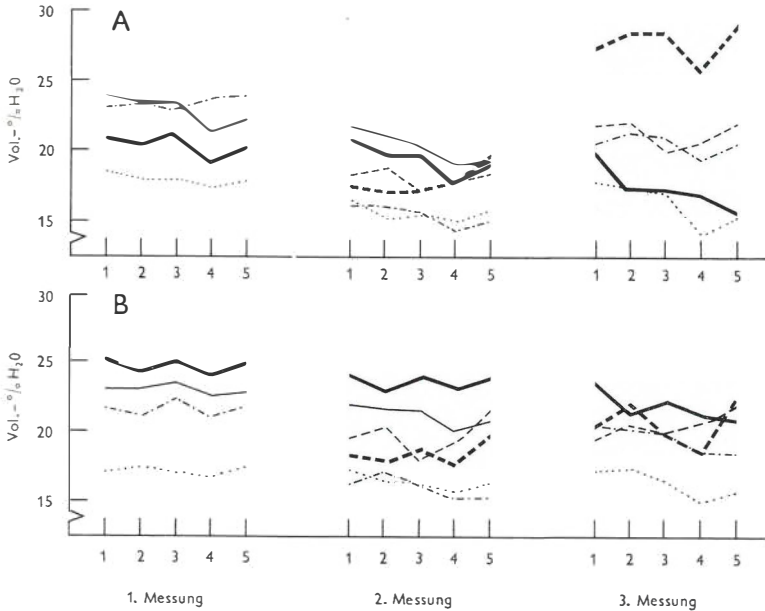 A
Vol.-% H₂O
30
25
20
15
1 2 3 4 5
1 2 3 4 5
1 2 3 4 5
B
Vol.-% H₂O
30
25
20
15
1 2 3 4 5
1 2 3 4 5
1 2 3 4 5
1. Messung
2. Messung
3. Messung